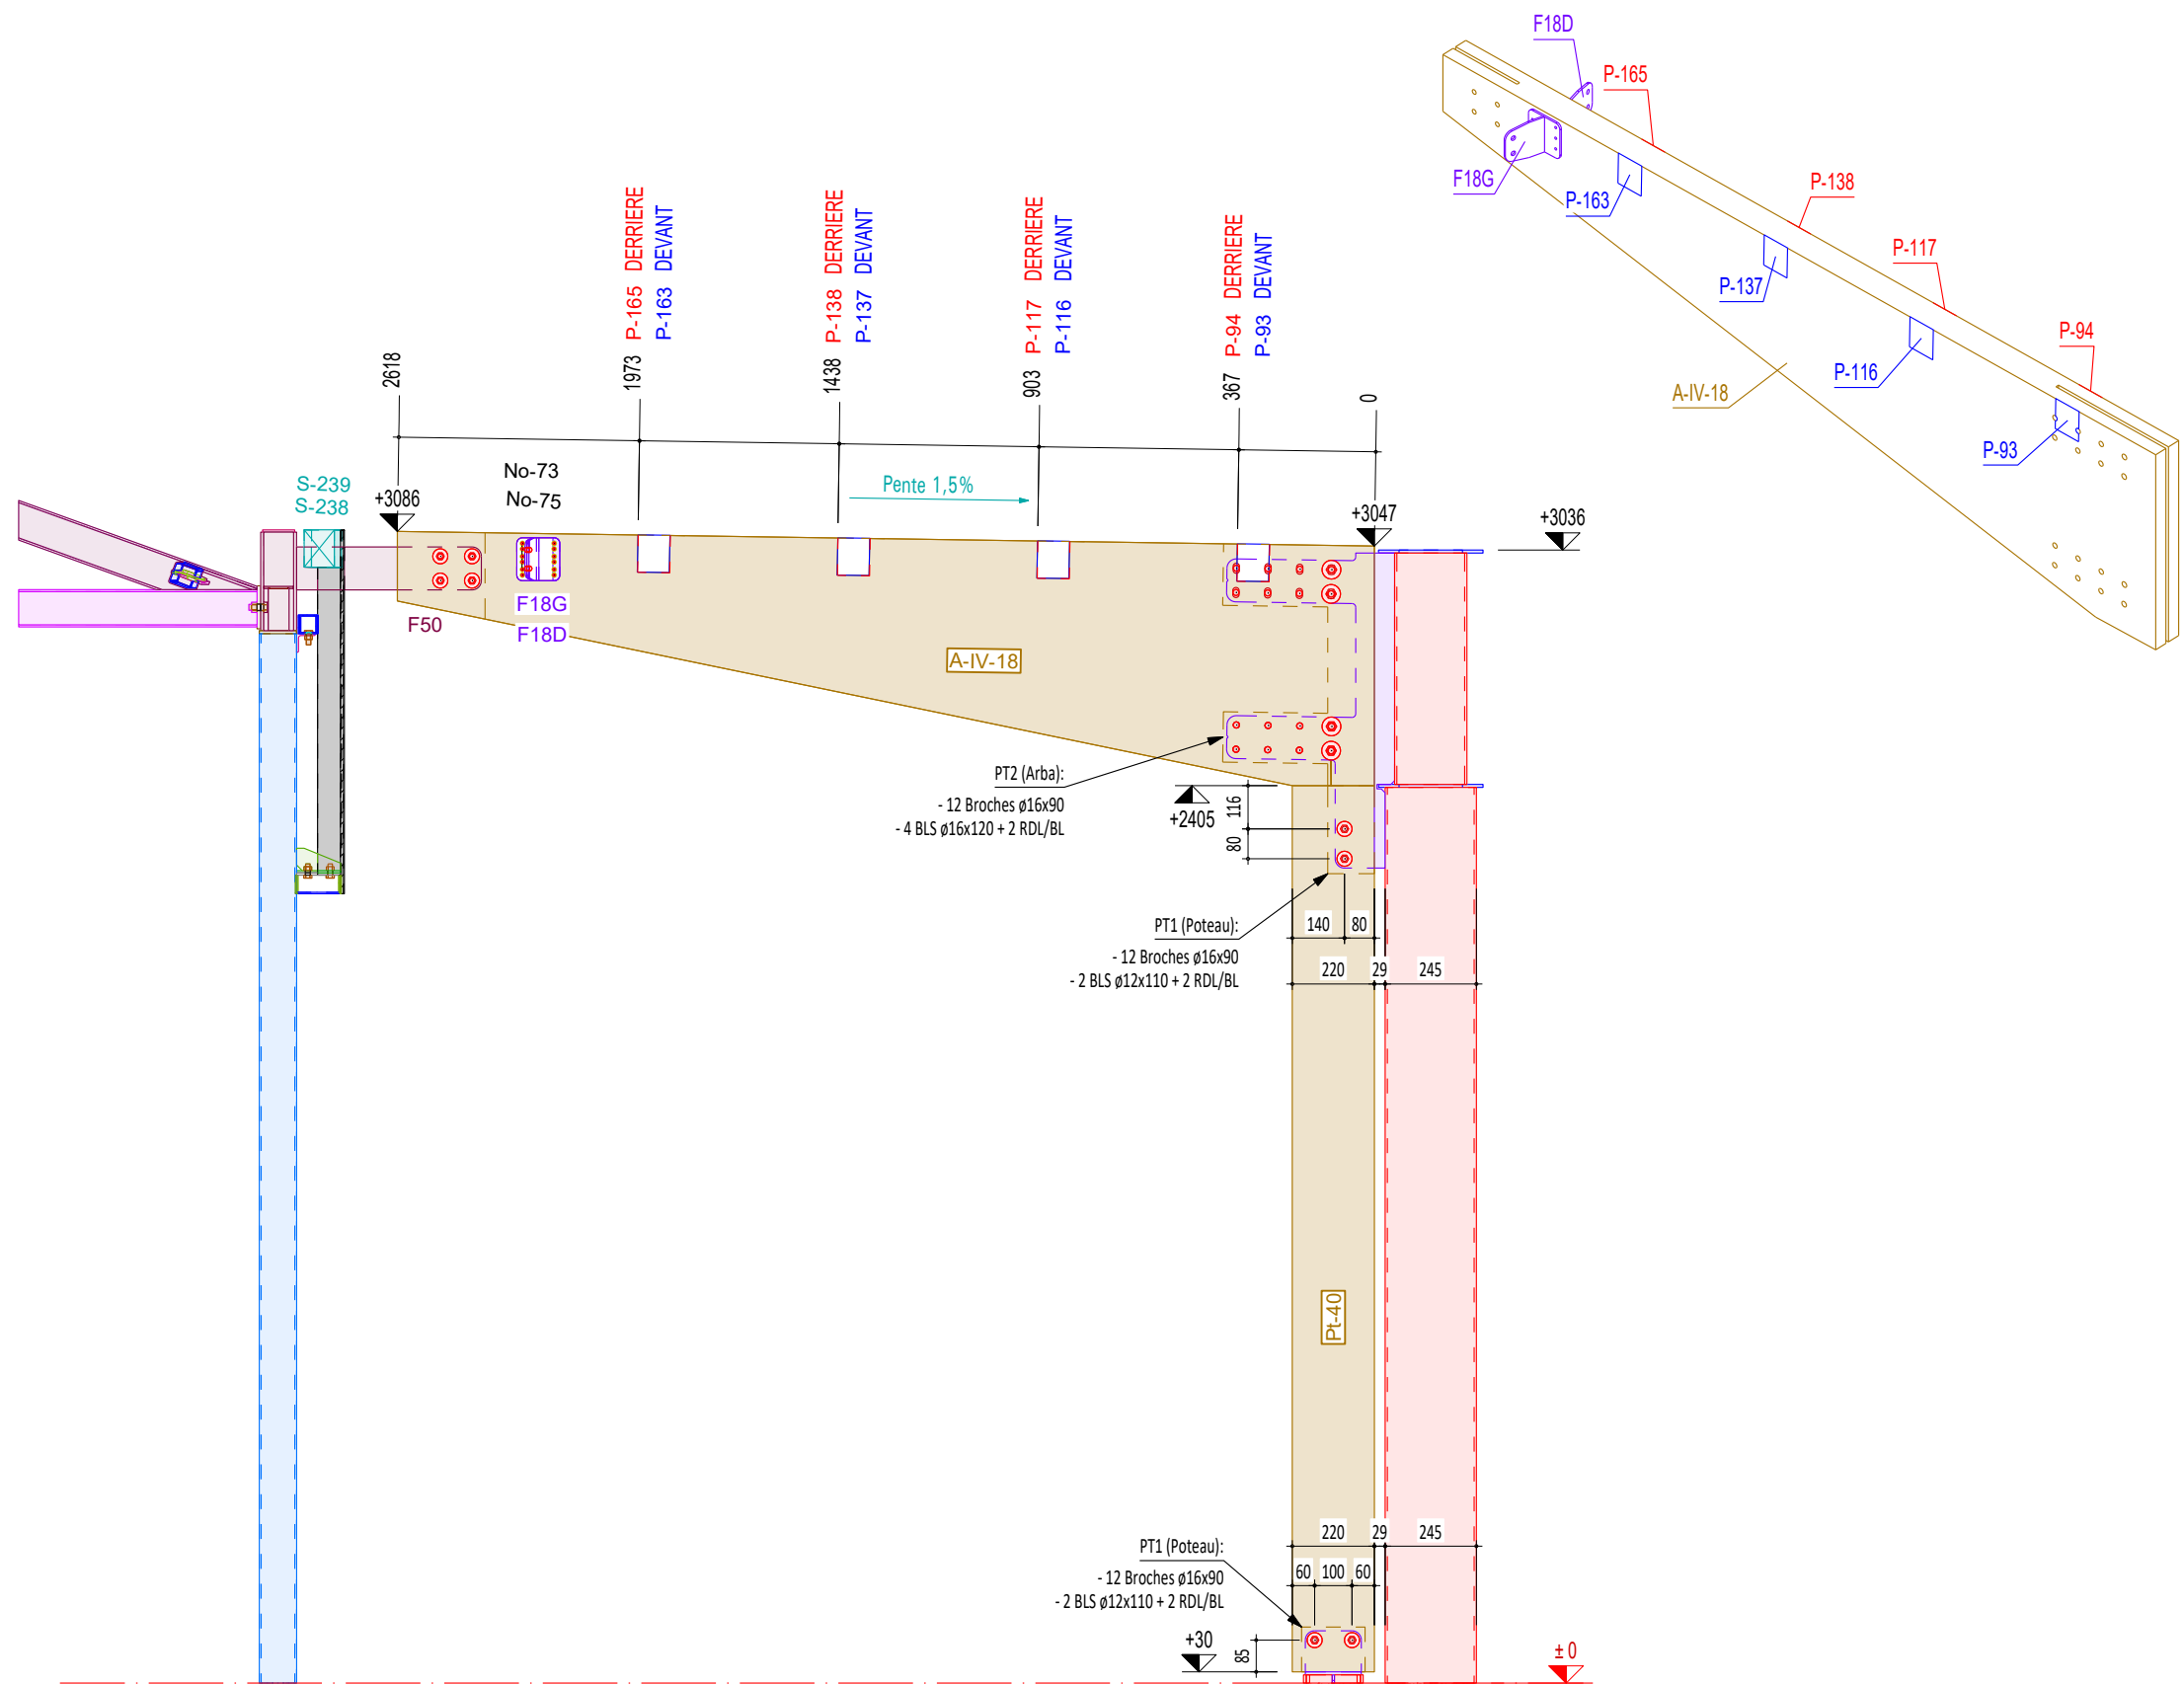 F18D
P-165
F18G
P-163
P-138
P-137
P-117
P-116
P-94
A-IV-18
P-93
P-165 DERRIERE
P-163 DEVANT
P-138 DERRIERE
P-137 DEVANT
P-117 DERRIERE
P-116 DEVANT
P-94 DERRIERE
P-93 DEVANT
2618
1973
1438
903
367
0
No-73
No-75
Pente 1,5%
S-239
S-238
+3086
+3047
+3036
F50
F18G
F18D
A-IV-18
PT2 (Arba):
- 12 Broches ø16x90
- 4 BLS ø16x120 + 2 RDL/BL
+2405
116
80
140
80
PT1 (Poteau):
- 12 Broches ø16x90
- 2 BLS ø12x110 + 2 RDL/BL
220
29
245
Pt-40
220
29
245
PT1 (Poteau):
- 12 Broches ø16x90
- 2 BLS ø12x110 + 2 RDL/BL
60
100
60
+30
85
±0